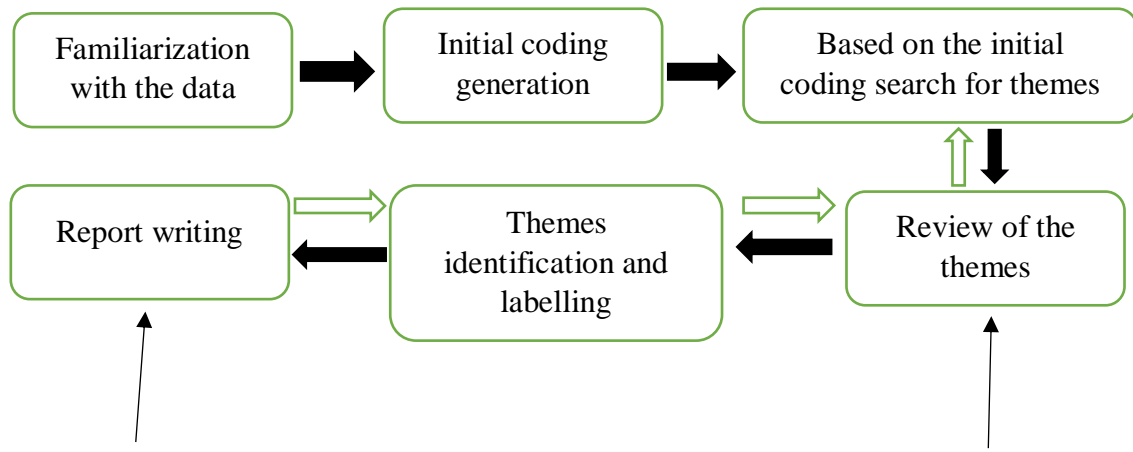 Familiarization
with the data
Initial coding
generation
Based on the initial
coding search for themes
Report writing
Themes
identification and
labelling
Review of the
themes